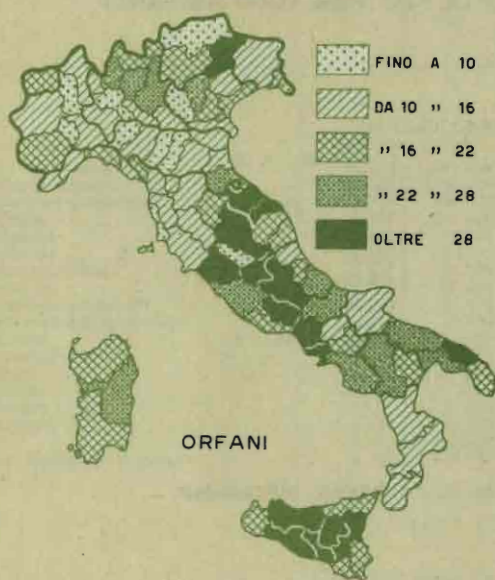 FINO A 10
DA 10 " 16
" 16 " 22
" 22 " 28
OLTRE 28
ORFANI